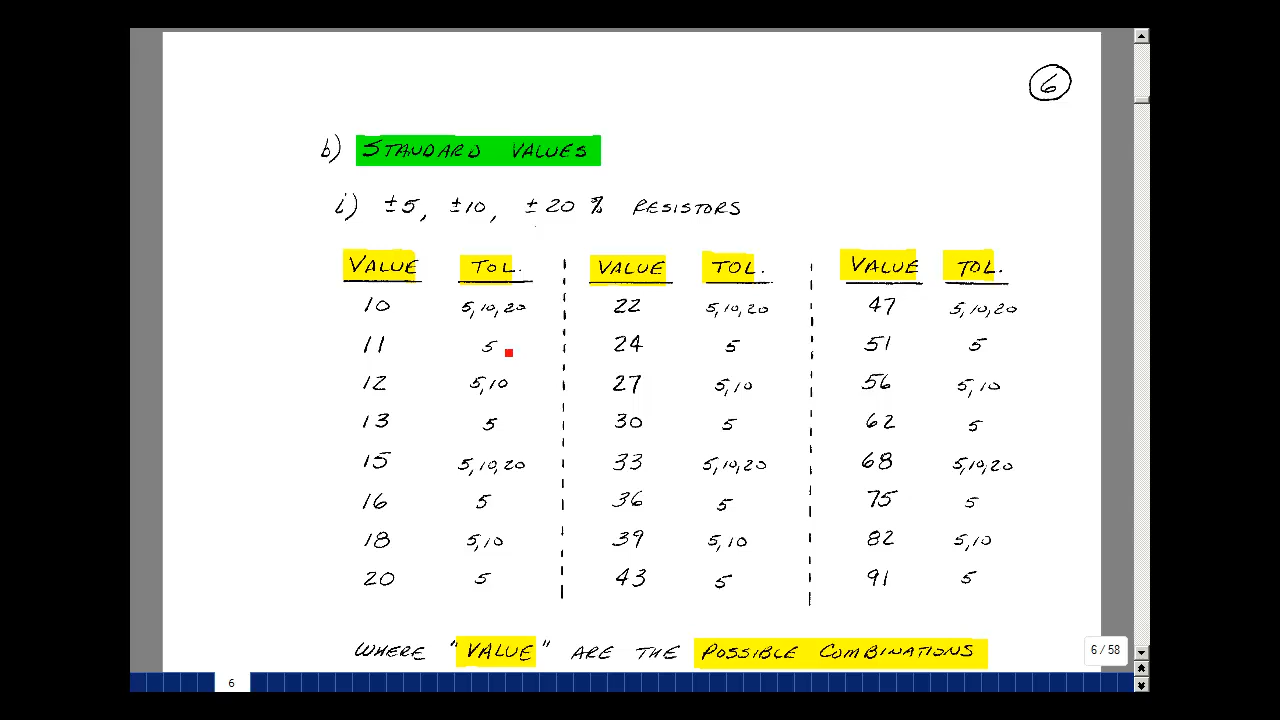 6
b) STANDARD VALUES
i) ±5, ±10, ±20 % RESISTORS
VALUE TOL. VALUE TOL. VALUE TOL.
10 5,10,20 22 5,10,20 47 5,10,20
11 5 24 5 51 5
12 5,10 27 5,10 56 5,10
13 5 30 5 62 5
15 5,10,20 33 5,10,20 68 5,10,20
16 5 36 5 75 5
18 5,10 39 5,10 82 5,10
20 5 43 5 91 5
WHERE "VALUE" ARE THE POSSIBLE COMBINATIONS
6 / 58
6